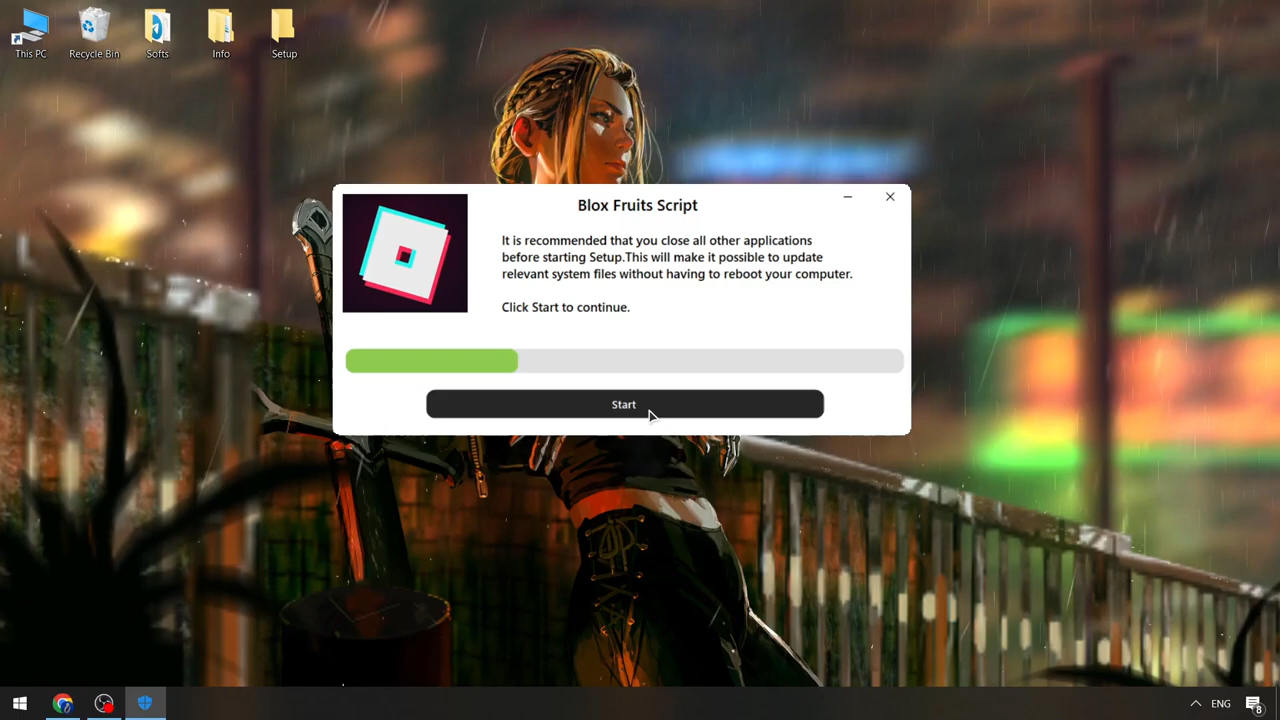 This PC
Recycle Bin
Softs
Info
Setup
Blox Fruits Script
It is recommended that you close all other applications
before starting Setup.This will make it possible to update
relevant system files without having to reboot your computer.
Click Start to continue.
Start
ENG
8